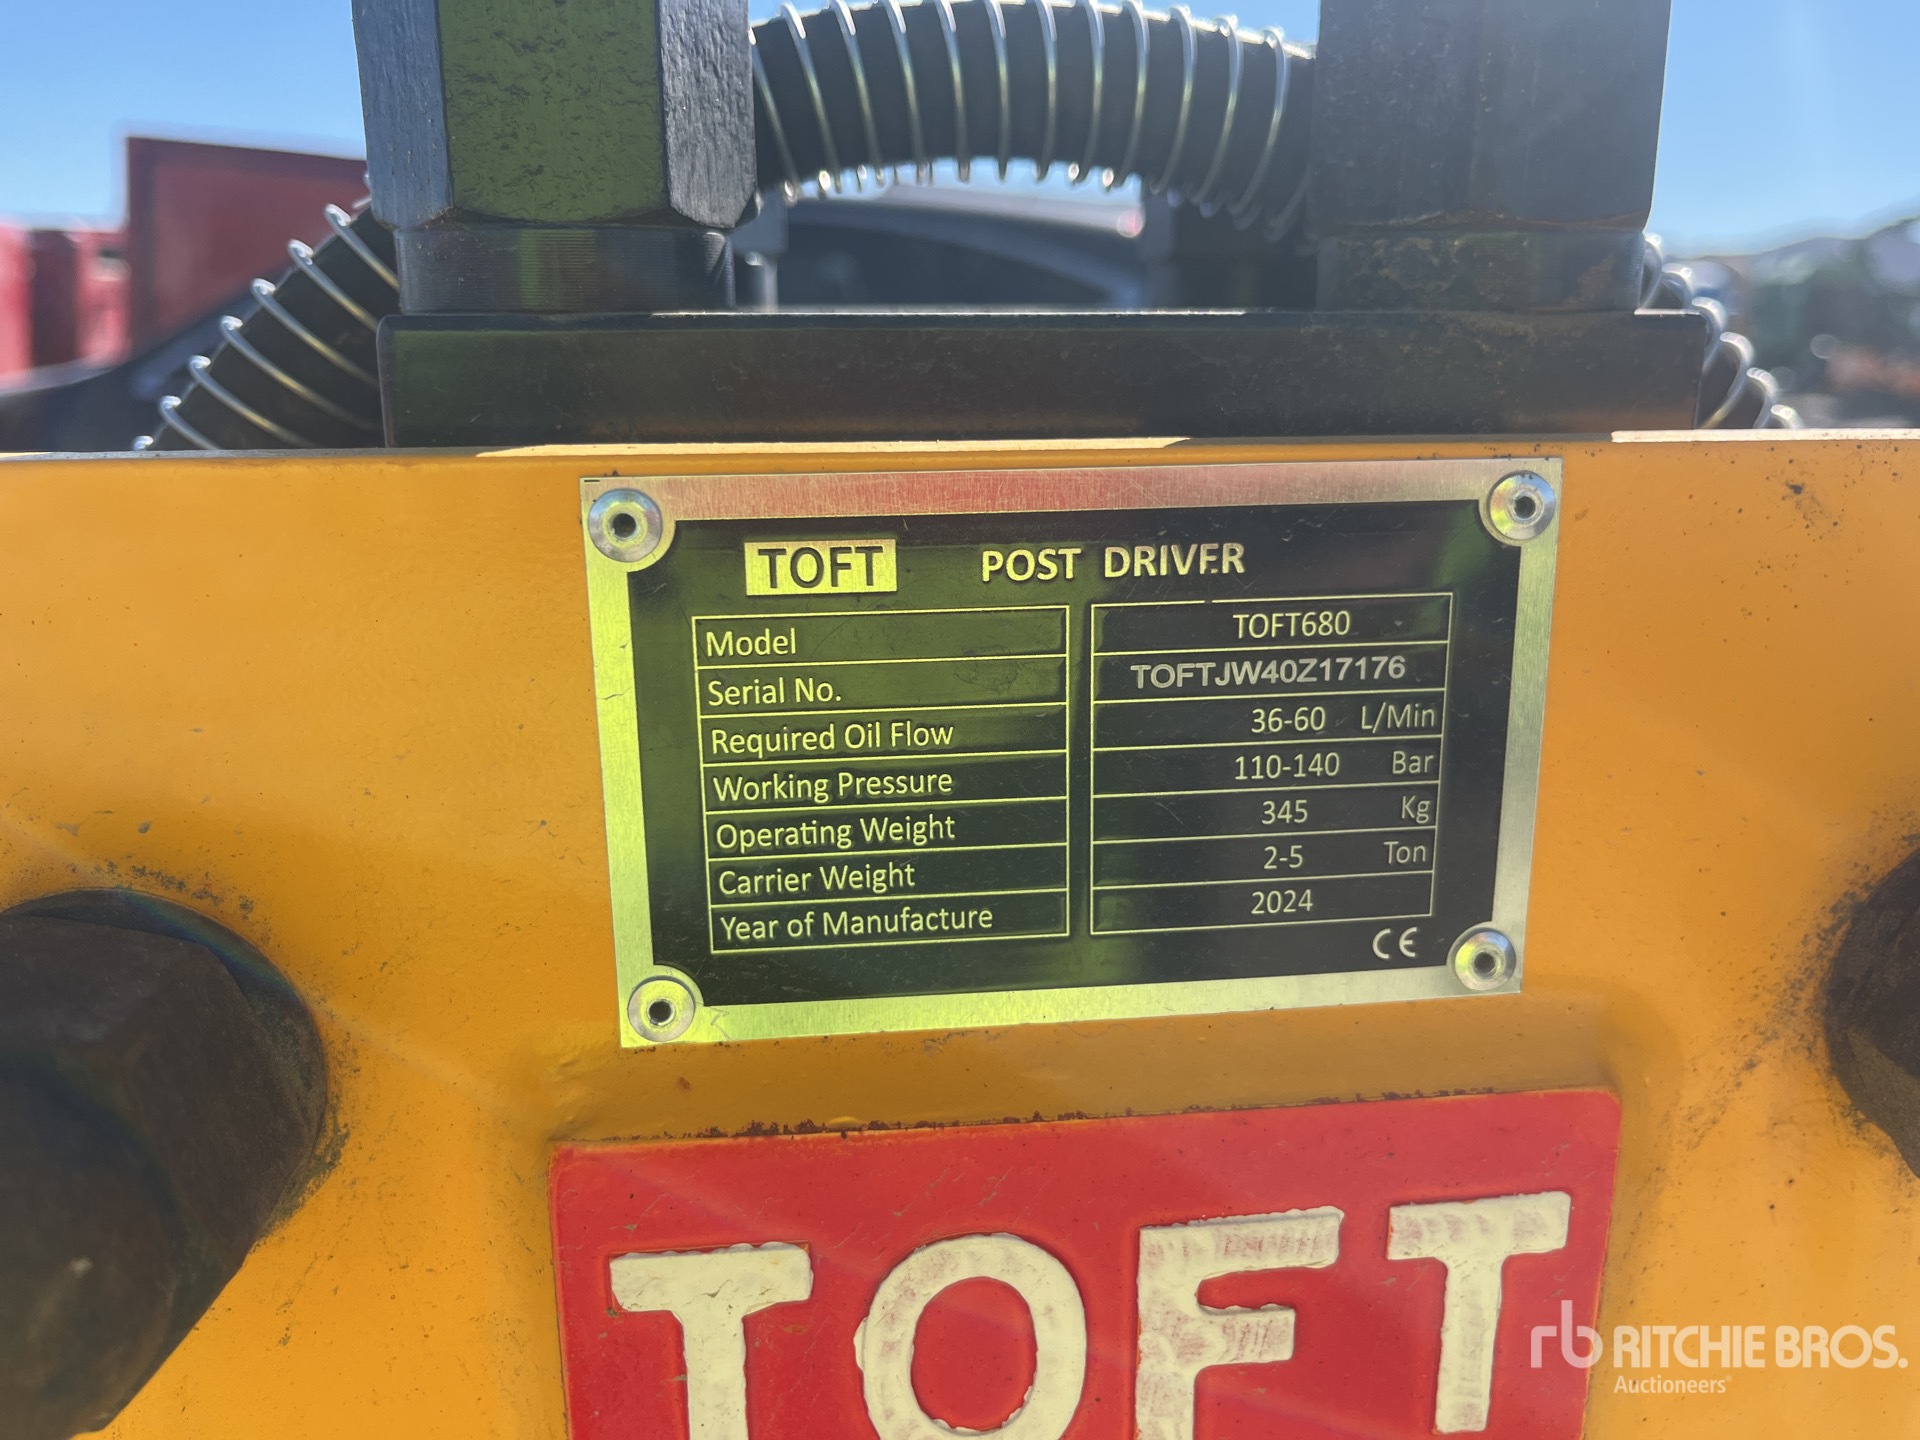 TOFT POST DRIVER
Model TOFT680
Serial No. TOFTJW40Z17176
Required Oil Flow 36-60 L/Min
Working Pressure 110-140 Bar
Operating Weight 345 Kg
Carrier Weight 2-5 Ton
Year of Manufacture 2024
CE
TOFT
rb RITCHIE BROS.
Auctioneers